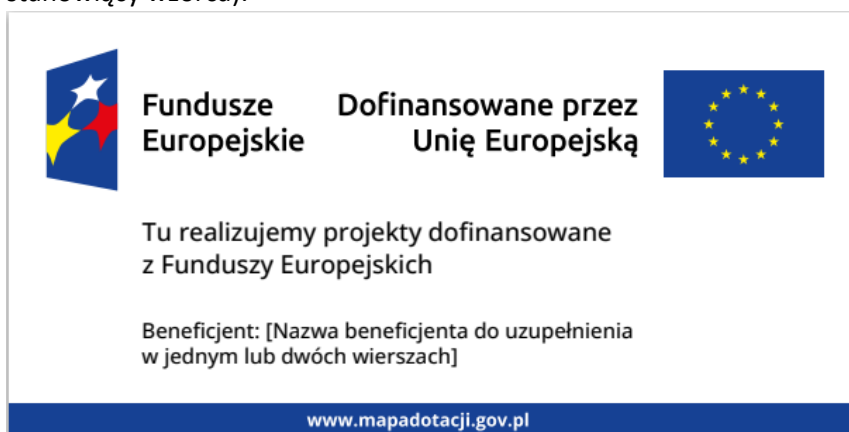 Fundusze
Europejskie
Dofinansowane przez
Unię Europejską
Tu realizujemy projekty dofinansowane
z Funduszy Europejskich
Beneficjent: [Nazwa beneficjenta do uzupełnienia
w jednym lub dwóch wierszach]
www.mapadotacji.gov.pl